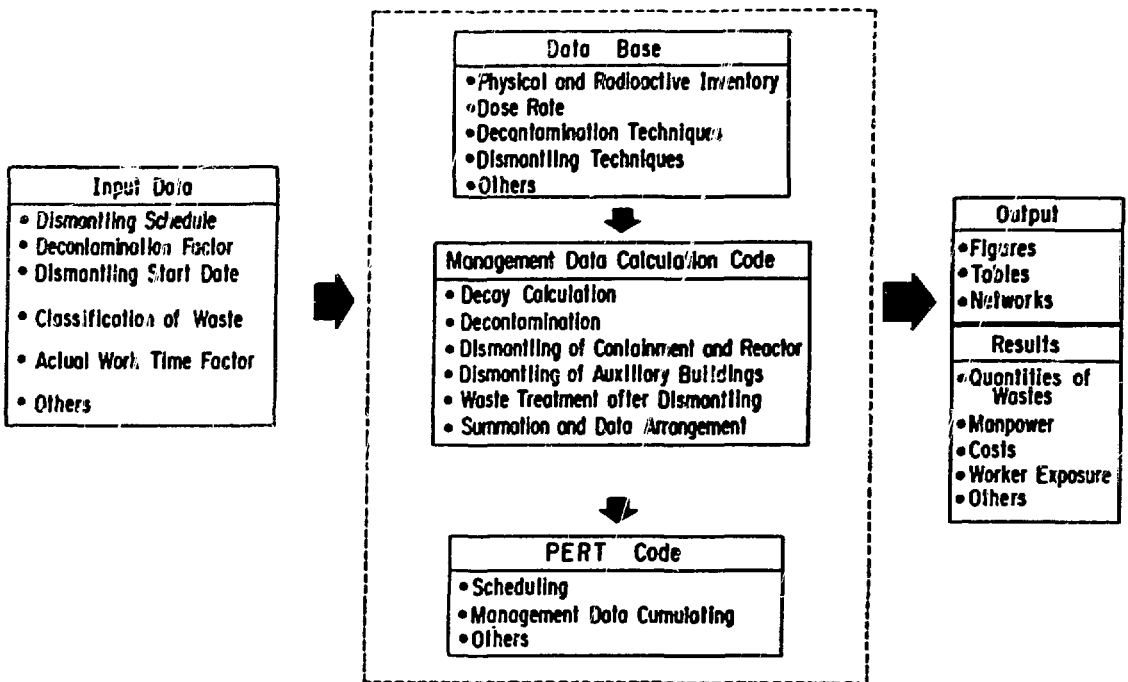 Input Data
• Dismantling Schedule
• Decontamination Factor
• Dismantling Start Date
• Classification of Waste
• Actual Work Time Factor
• Others
Data Base
• Physical and Radioactive Inventory
• Dose Rate
• Decontamination Techniques
• Dismantling Techniques
• Others
Management Data Calculation Code
• Decay Calculation
• Decontamination
• Dismantling of Containment and Reactor
• Dismantling of Auxiliary Buildings
• Waste Treatment after Dismantling
• Summation and Data Arrangement
PERT Code
• Scheduling
• Management Data Cumulating
• Others
Output
• Figures
• Tables
• Networks
Results
• Quantities of
Wastes
• Manpower
• Costs
• Worker Exposure
• Others